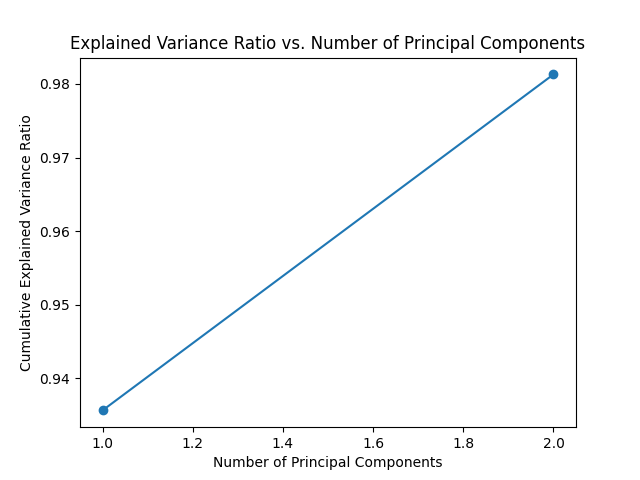 Explained Variance Ratio vs. Number of Principal Components
Cumulative Explained Variance Ratio
0.98
0.97
0.96
0.95
0.94
1.0 1.2 1.4 1.6 1.8 2.0
Number of Principal Components